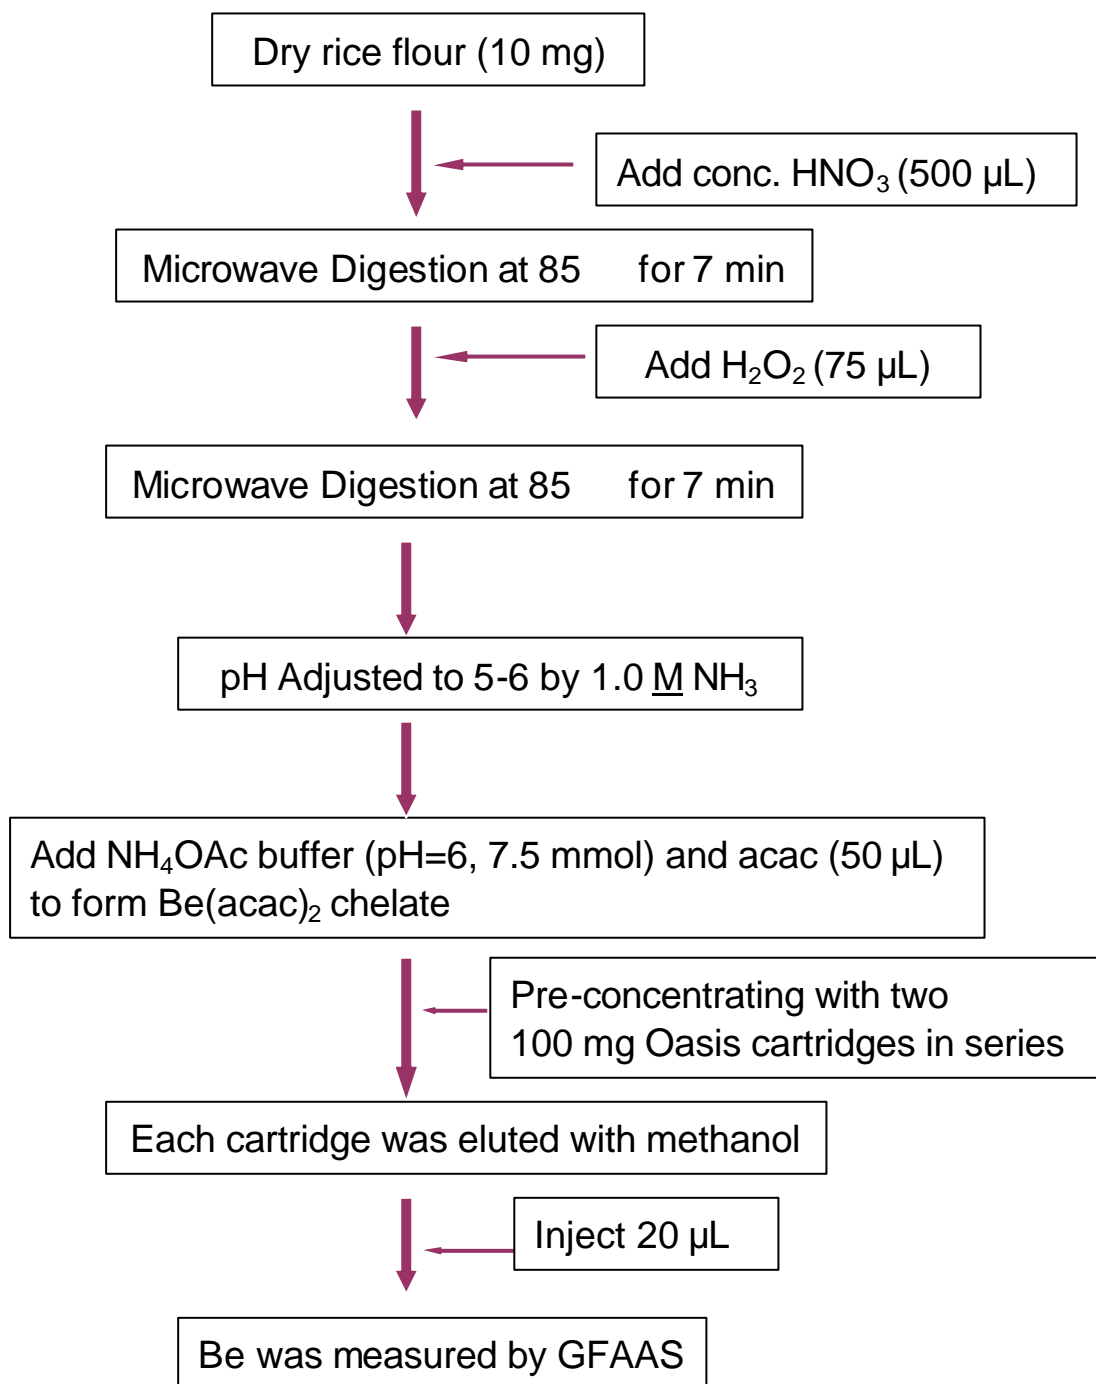 Dry rice flour (10 mg)
Add conc. HNO₃ (500 µL)
Microwave Digestion at 85 for 7 min
Add H₂O₂ (75 µL)
Microwave Digestion at 85 for 7 min
pH Adjusted to 5-6 by 1.0 M NH₃
Add NH₄OAc buffer (pH=6, 7.5 mmol) and acac (50 µL)
to form Be(acac)₂ chelate
Pre-concentrating with two
100 mg Oasis cartridges in series
Each cartridge was eluted with methanol
Inject 20 µL
Be was measured by GFAAS